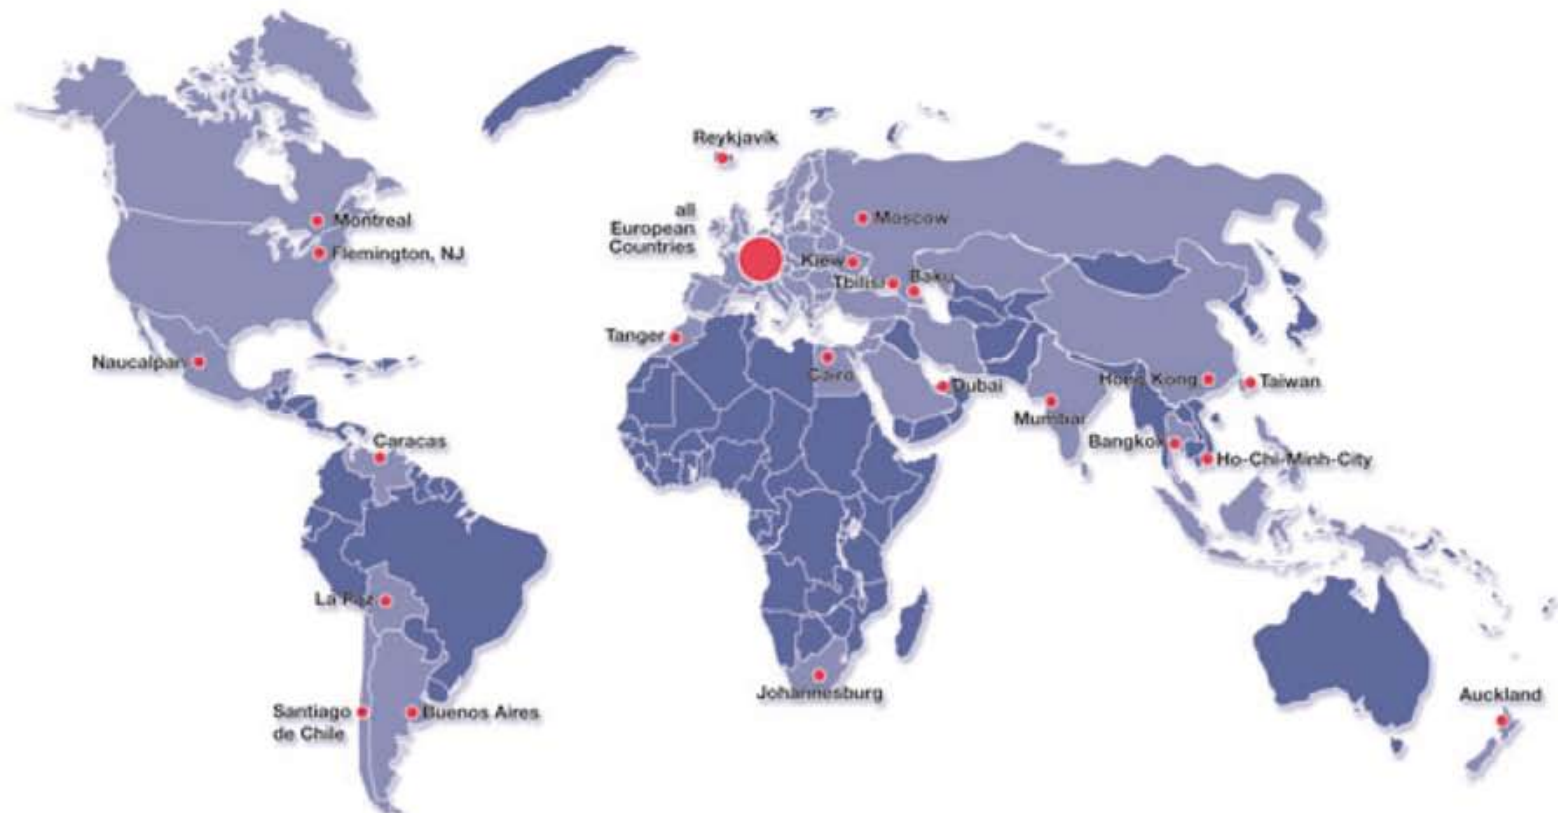 Reykjavik
all
European
Countries
Montreal
Moscow
Flemington, NJ
Kiew
Tbilisi
Baku
Tanger
Naucalpan
Cairo
Dubai
Hong Kong
Taiwan
Mumbai
Caracas
Bangkok
Ho-Chi-Minh-City
La Paz
Johannesburg
Auckland
Santiago
de Chile
Buenos Aires